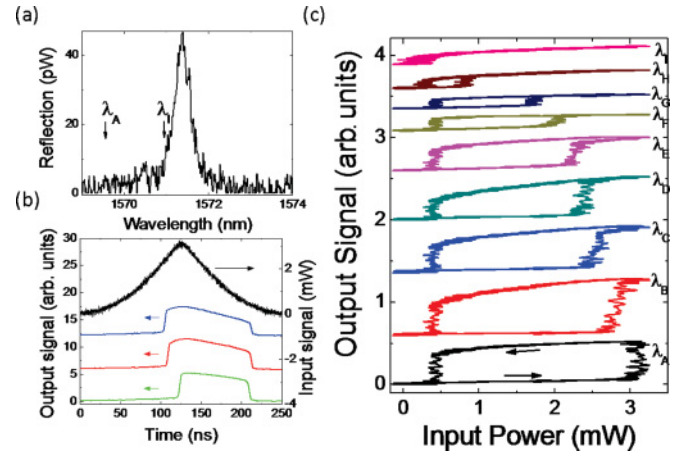 (a)
40
20
0
Reflection (pW)
λA
λI
1570
1572
1574
Wavelength (nm)
(b)
30
25
20
15
10
5
0
Output signal (arb. units)
2
0
-2
-4
Input signal (mW)
0
50
100
150
200
250
Time (ns)
(c)
4
3
2
1
0
Output Signal (arb. units)
λI
λH
λG
λF
λE
λD
λC
λB
λA
0
1
2
3
Input Power (mW)